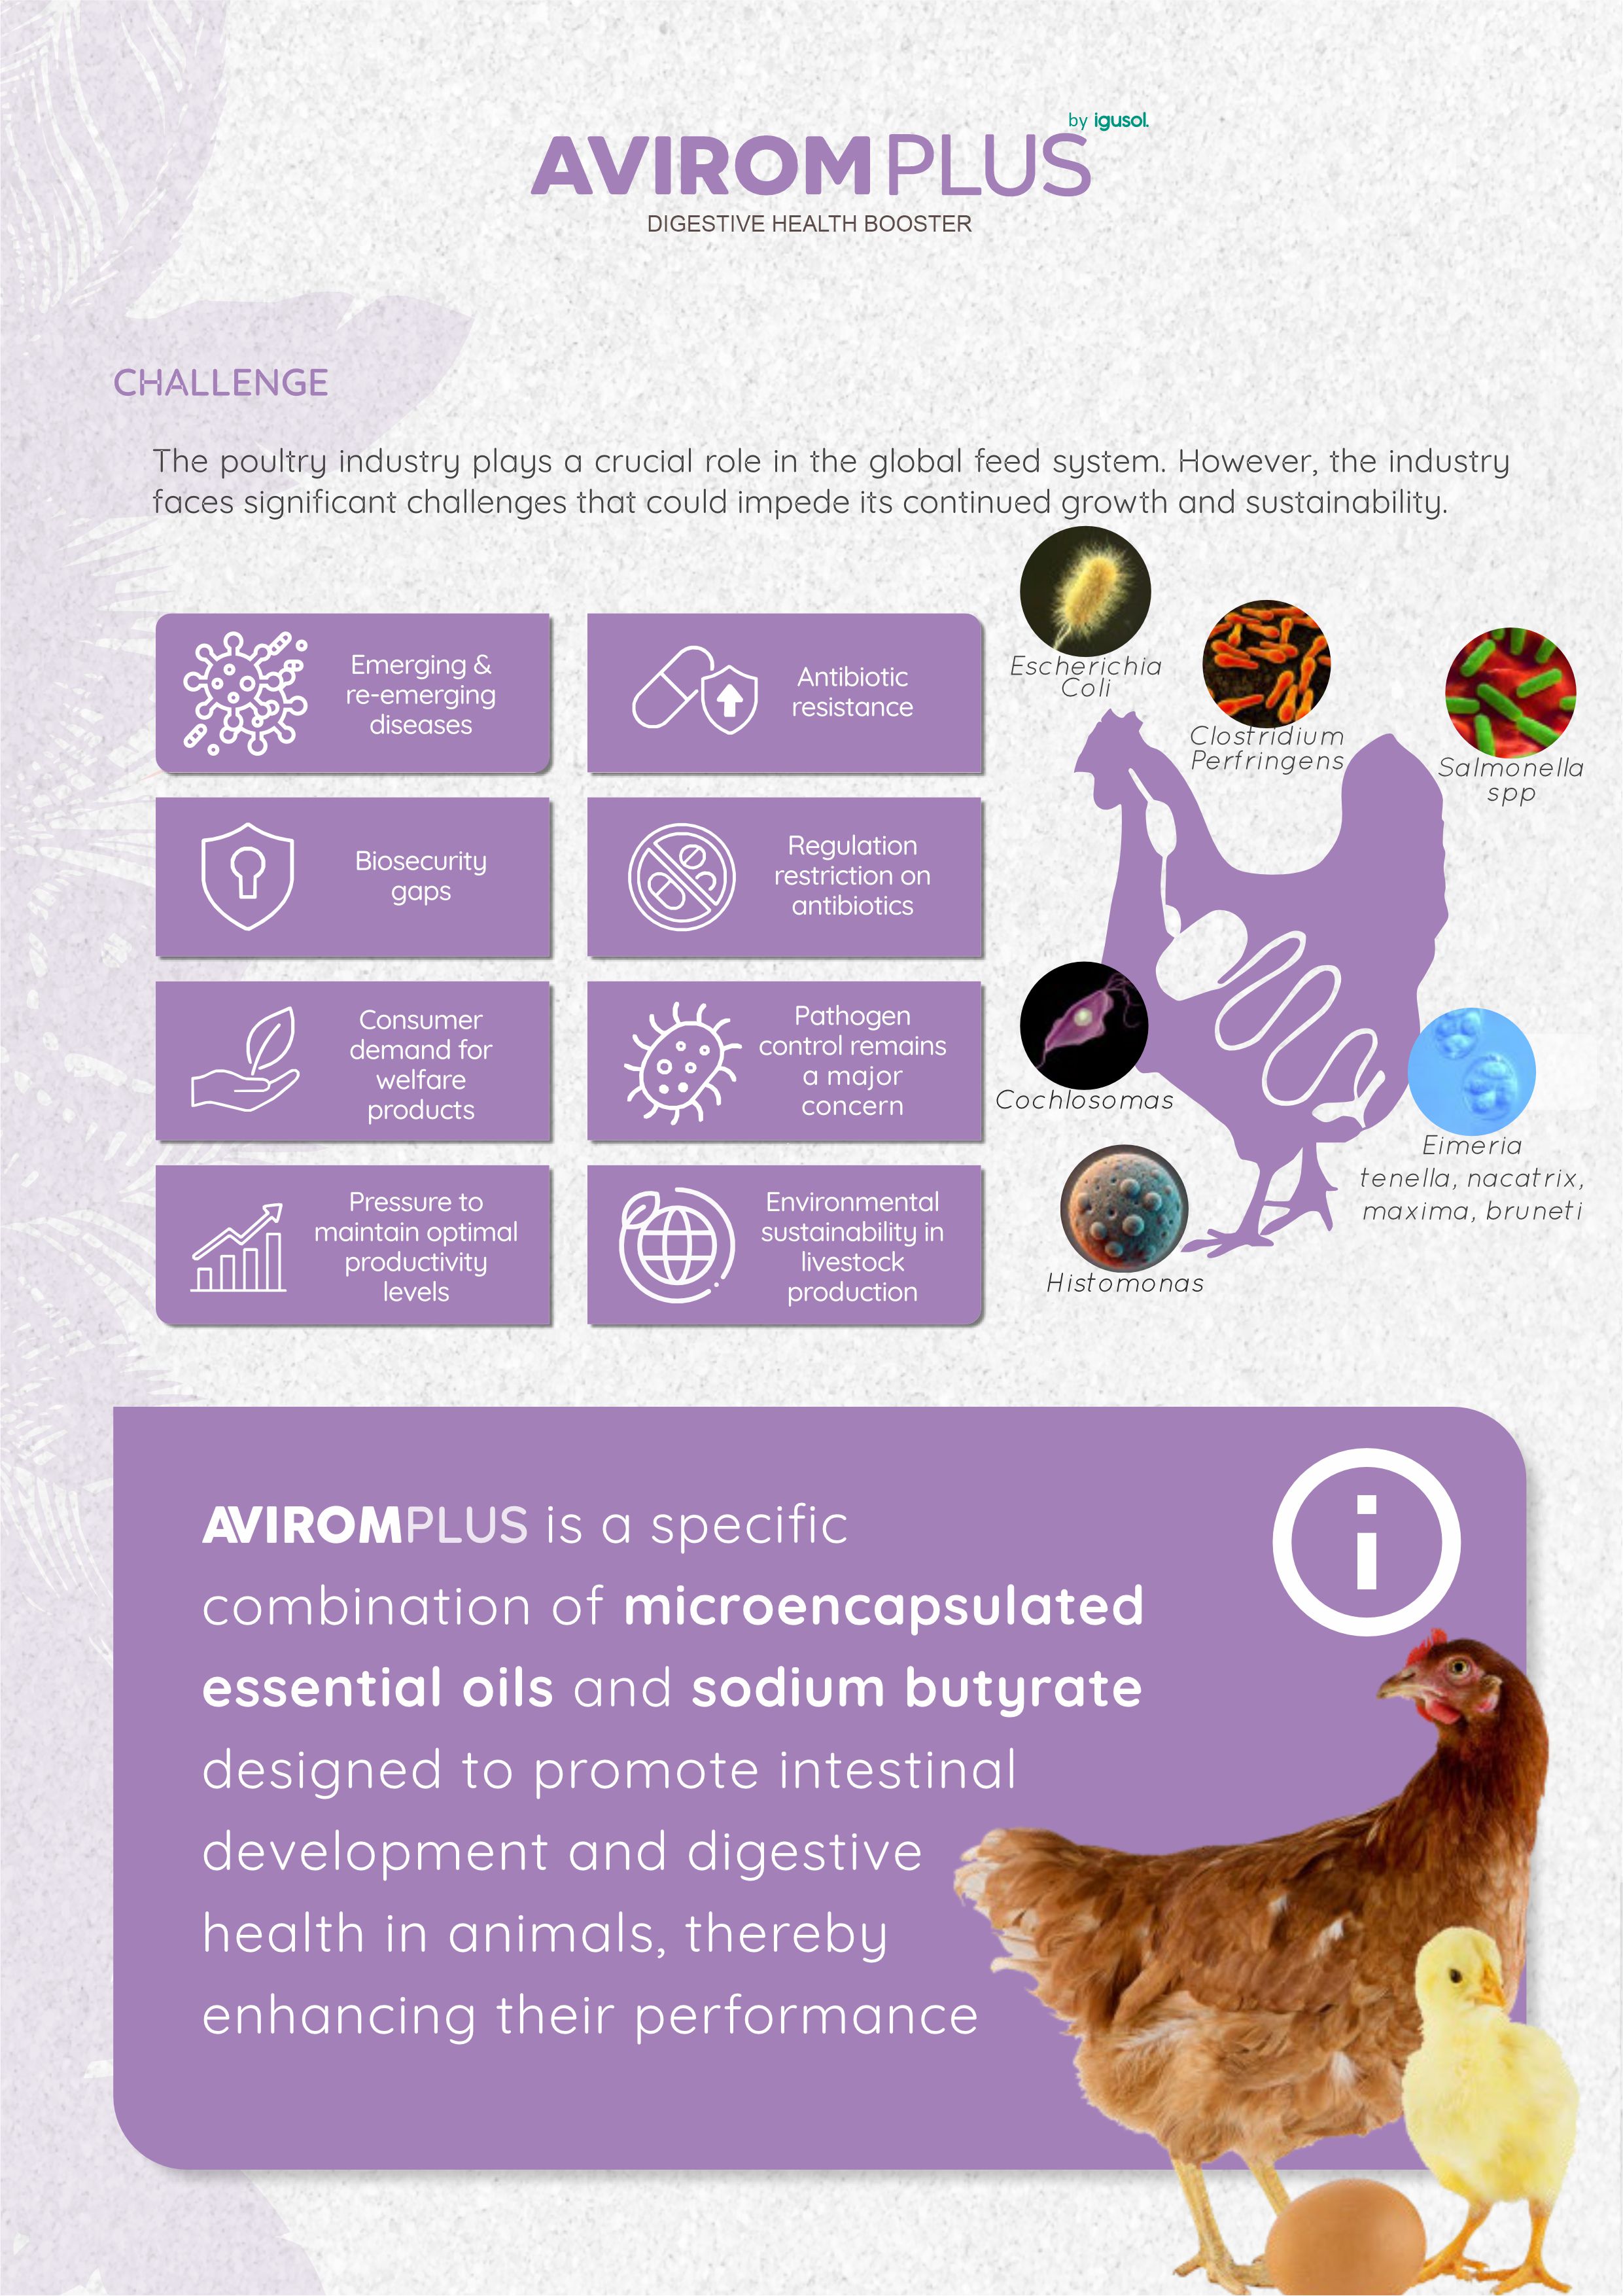 by igusol.
AVIROM PLUS
DIGESTIVE HEALTH BOOSTER
CHALLENGE
The poultry industry plays a crucial role in the global feed system. However, the industry
faces significant challenges that could impede its continued growth and sustainability.
Emerging &
re-emerging
diseases
Antibiotic
resistance
Biosecurity
gaps
Regulation
restriction on
antibiotics
Consumer
demand for
welfare
products
Pathogen
control remains
a major
concern
Pressure to
maintain optimal
productivity
levels
Environmental
sustainability in
livestock
production
Escherichia
Coli
Clostridium
Perfringens
Salmonella
spp
Cochlosomas
Eimeria
tenella, nacatrix,
maxima, bruneti
Histomonas
AVIROMPLUS is a specific
combination of microencapsulated
essential oils and sodium butyrate
designed to promote intestinal
development and digestive
health in animals, thereby
enhancing their performance